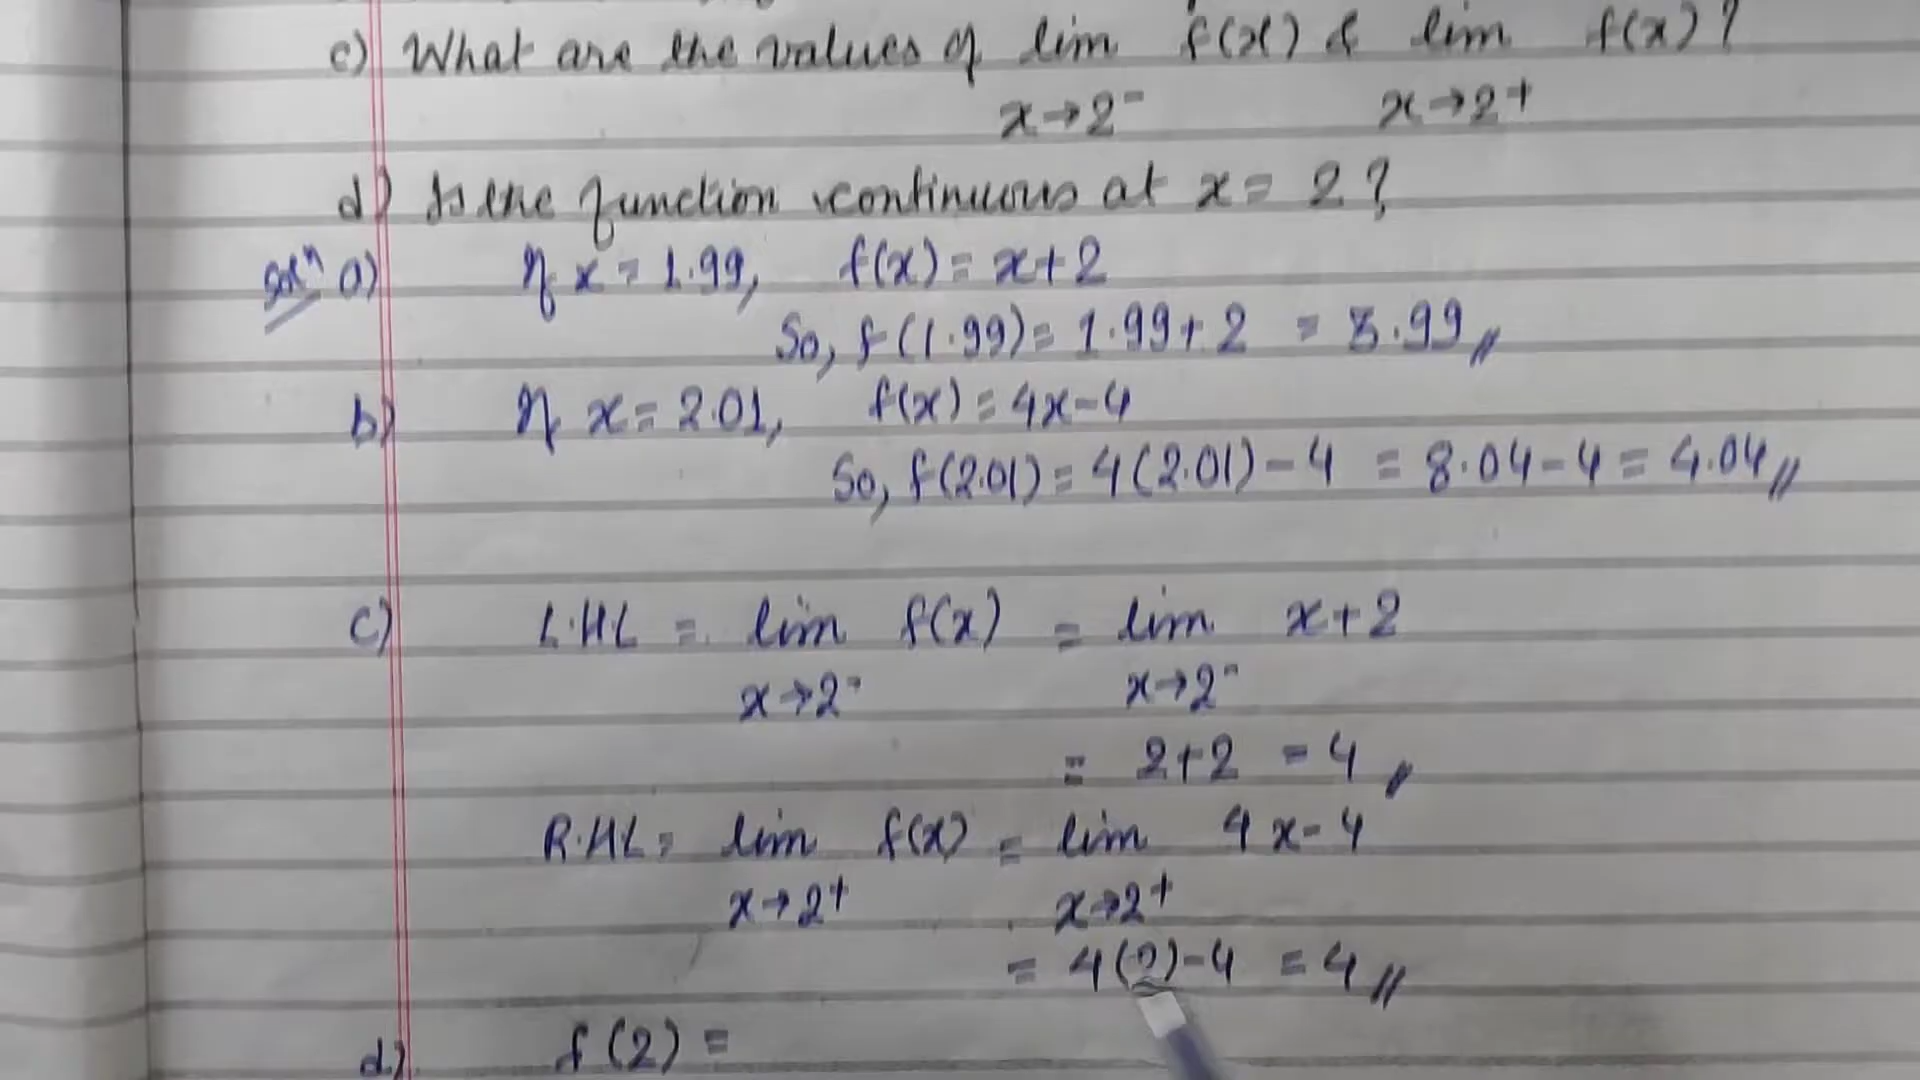 c) What are the values of lim f(x) & lim f(x)?
x→2⁻ x→2⁺
d) Is the function continuous at x = 2?
Solⁿ a) If x = 1.99, f(x) = x+2
So, f(1.99) = 1.99+2 = 3.99//
b) If x = 2.01, f(x) = 4x-4
So, f(2.01) = 4(2.01)-4 = 8.04-4 = 4.04//
c) L.H.L = lim f(x) = lim x+2
x→2⁻ x→2⁻
= 2+2 = 4//
R.H.L = lim f(x) = lim 4x-4
x→2⁺ x→2⁺
= 4(2)-4 = 4//
d) f(2) =